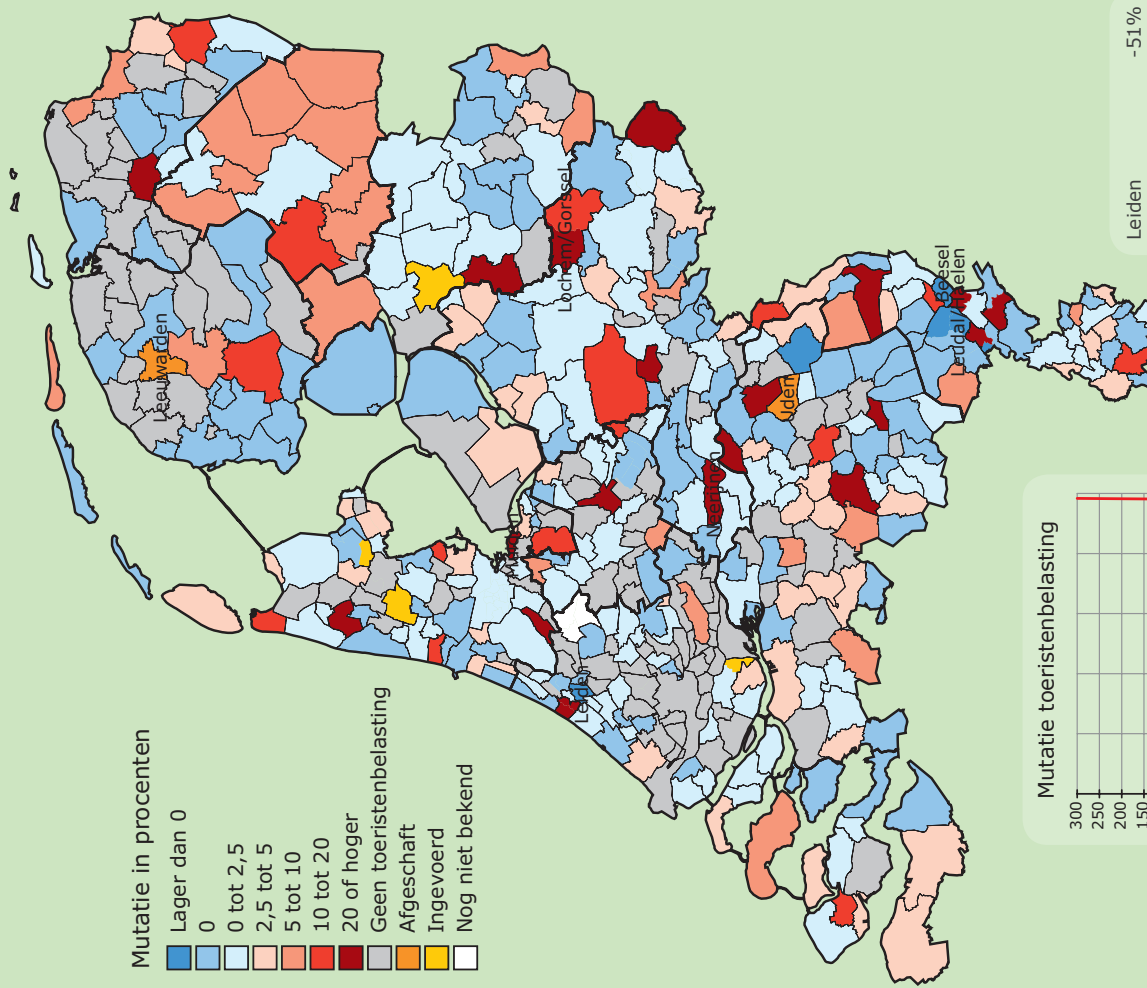 Mutatie in procenten
Lager dan 0
0
0 tot 2,5
2,5 tot 5
5 tot 10
10 tot 20
20 of hoger
Geen toeristenbelasting
Afgeschaft
Ingevoerd
Nog niet bekend
Leeuwarden
Lochem/Gorssel
Leiden
Neerijnen
Uden
Beesel
Leudal/Haelen
Mutatie toeristenbelasting
300
250
200
150
Leiden -51%